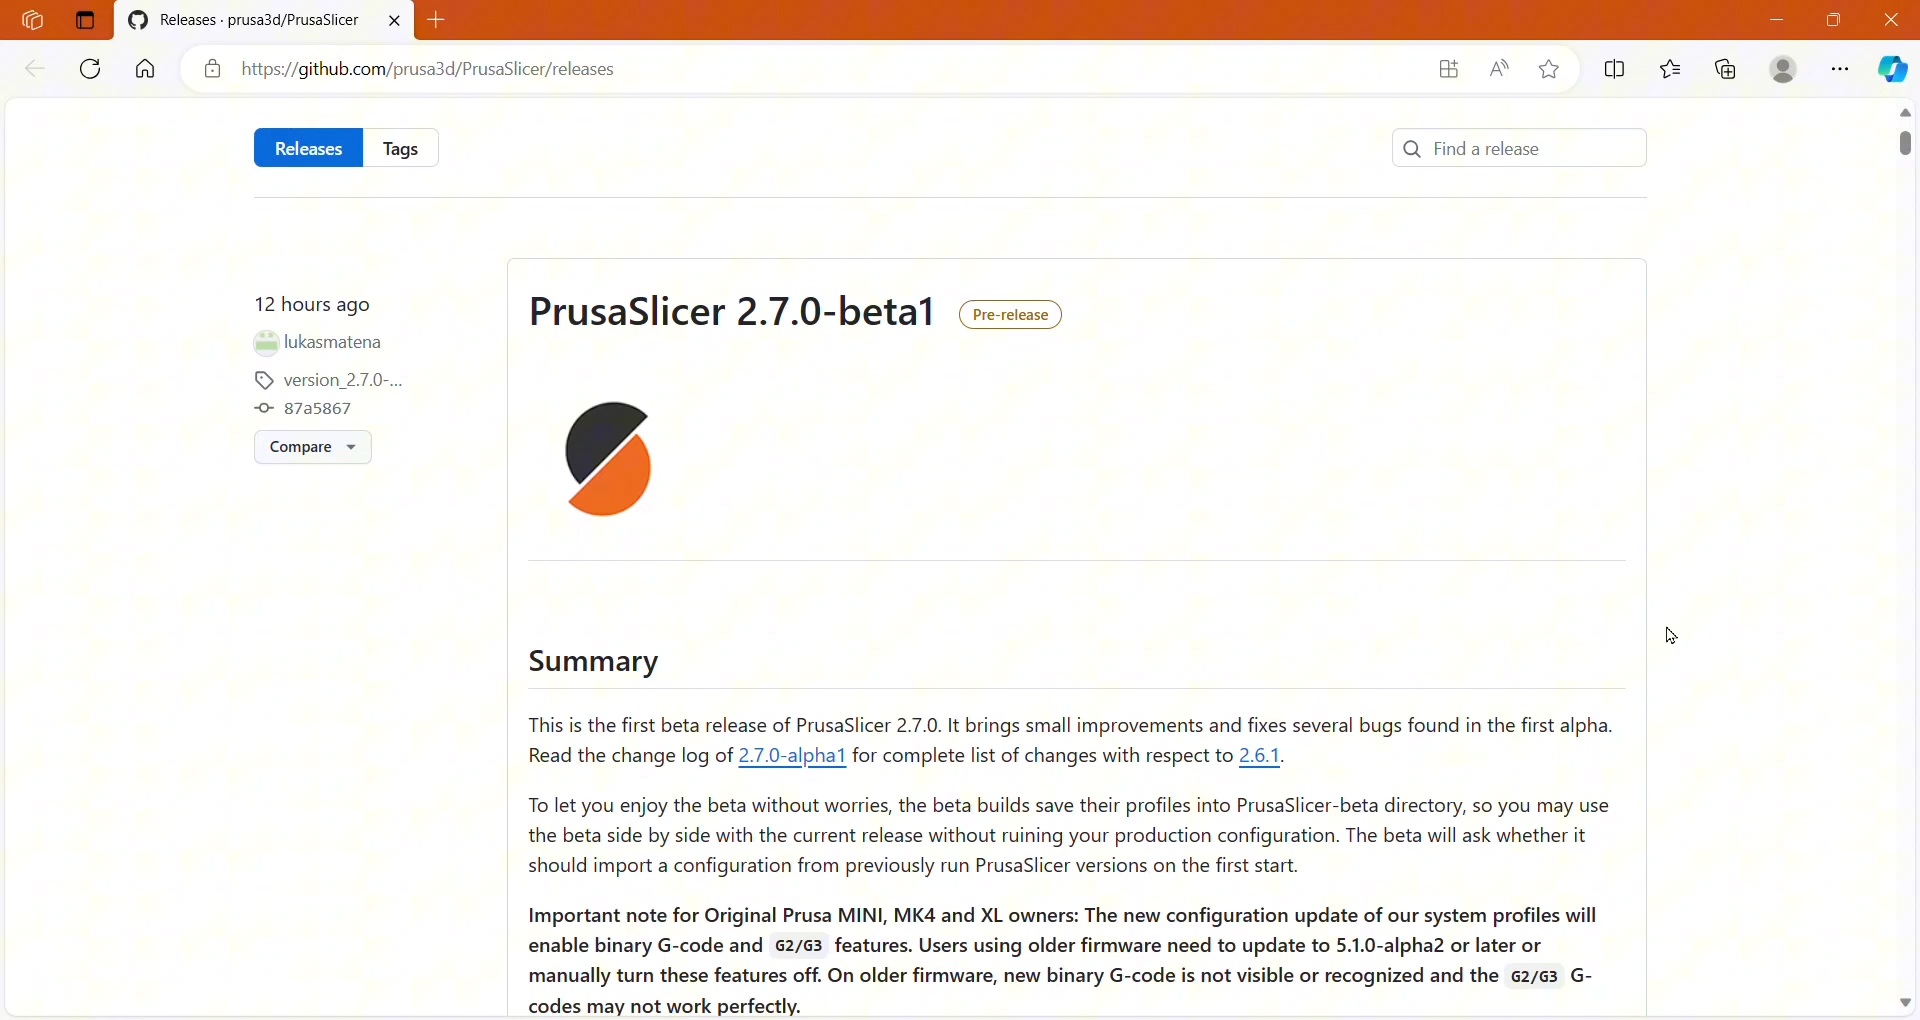 Releases · prusa3d/PrusaSlicer
https://github.com/prusa3d/PrusaSlicer/releases
Releases
Tags
Find a release
12 hours ago
lukasmatena
version_2.7.0-...
87a5867
Compare
PrusaSlicer 2.7.0-beta1
Pre-release
Summary
This is the first beta release of PrusaSlicer 2.7.0. It brings small improvements and fixes several bugs found in the first alpha.
Read the change log of 2.7.0-alpha1 for complete list of changes with respect to 2.6.1.
To let you enjoy the beta without worries, the beta builds save their profiles into PrusaSlicer-beta directory, so you may use
the beta side by side with the current release without ruining your production configuration. The beta will ask whether it
should import a configuration from previously run PrusaSlicer versions on the first start.
Important note for Original Prusa MINI, MK4 and XL owners: The new configuration update of our system profiles will
enable binary G-code and G2/G3 features. Users using older firmware need to update to 5.1.0-alpha2 or later or
manually turn these features off. On older firmware, new binary G-code is not visible or recognized and the G2/G3 G-
codes may not work perfectly.